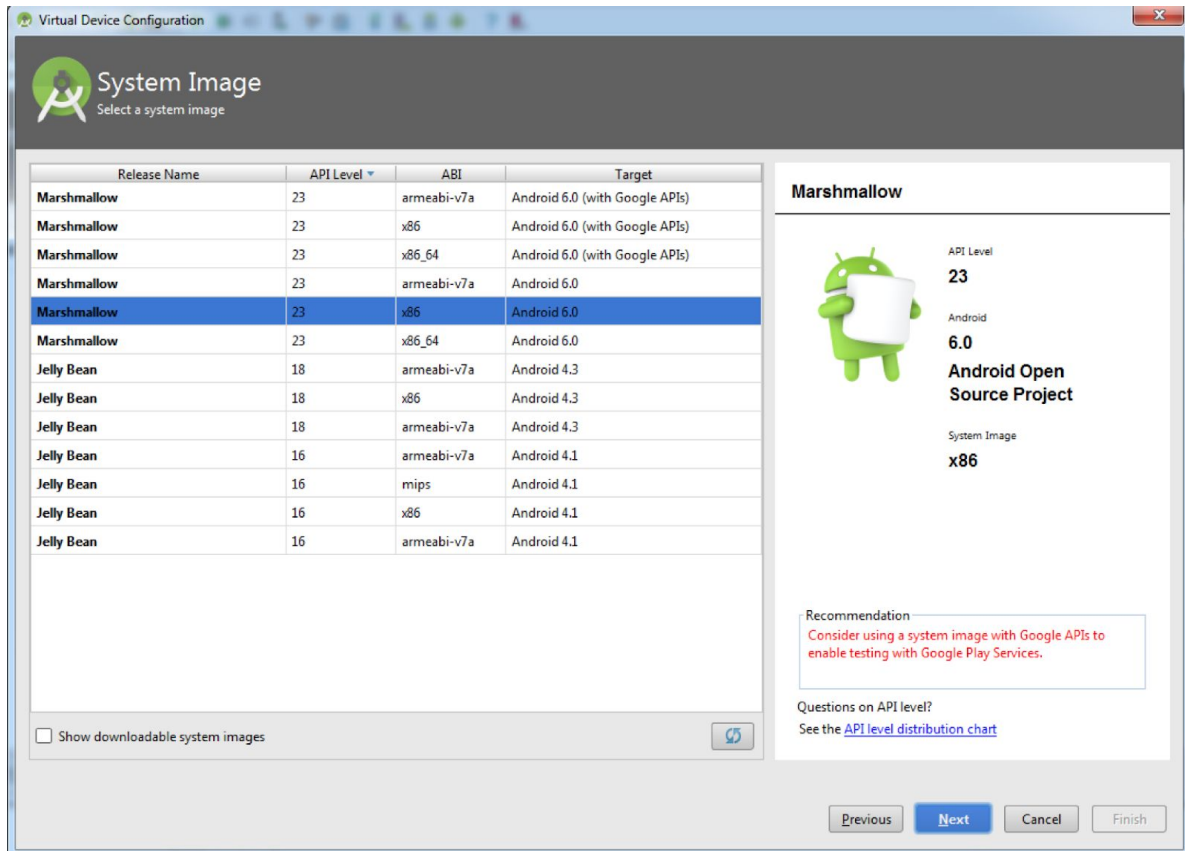 Virtual Device Configuration
System Image
Select a system image
Release Name API Level ABI Target
Marshmallow 23 armeabi-v7a Android 6.0 (with Google APIs)
Marshmallow 23 x86 Android 6.0 (with Google APIs)
Marshmallow 23 x86_64 Android 6.0 (with Google APIs)
Marshmallow 23 armeabi-v7a Android 6.0
Marshmallow 23 x86 Android 6.0
Marshmallow 23 x86_64 Android 6.0
Jelly Bean 18 armeabi-v7a Android 4.3
Jelly Bean 18 x86 Android 4.3
Jelly Bean 18 armeabi-v7a Android 4.3
Jelly Bean 16 armeabi-v7a Android 4.1
Jelly Bean 16 mips Android 4.1
Jelly Bean 16 x86 Android 4.1
Jelly Bean 16 armeabi-v7a Android 4.1
Show downloadable system images
Marshmallow
API Level
23
Android
6.0
Android Open
Source Project
System Image
x86
Recommendation
Consider using a system image with Google APIs to
enable testing with Google Play Services.
Questions on API level?
See the API level distribution chart
Previous Next Cancel Finish